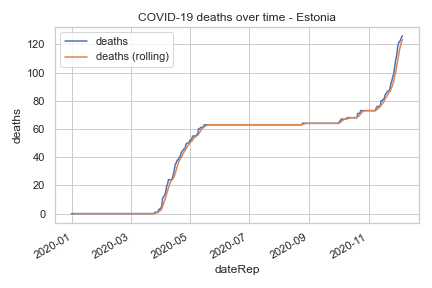 COVID-19 deaths over time - Estonia
deaths
deaths (rolling)
120
100
80
60
40
20
0
deaths
2020-01
2020-03
2020-05
2020-07
2020-09
2020-11
dateRep